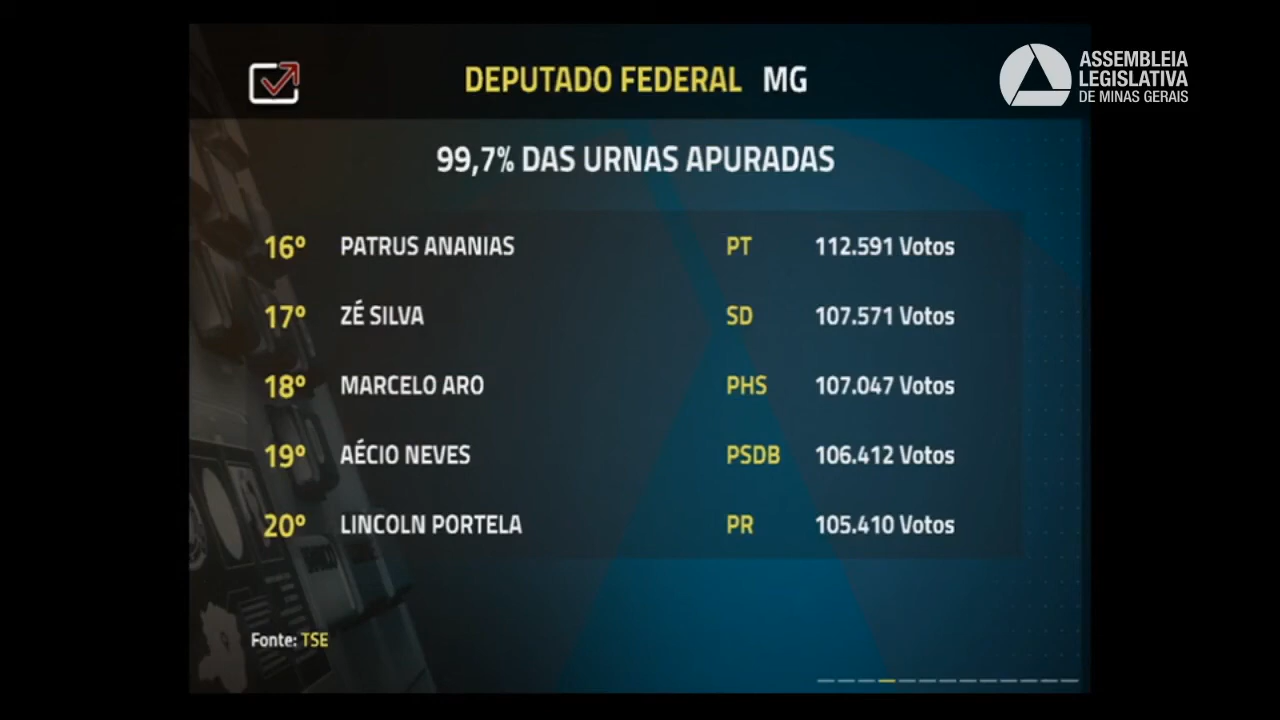 DEPUTADO FEDERAL MG
ASSEMBLEIA
LEGISLATIVA
DE MINAS GERAIS
99,7% DAS URNAS APURADAS
16º PATRUS ANANIAS PT 112.591 Votos
17º ZÉ SILVA SD 107.571 Votos
18º MARCELO ARO PHS 107.047 Votos
19º AÉCIO NEVES PSDB 106.412 Votos
20º LINCOLN PORTELA PR 105.410 Votos
Fonte: TSE